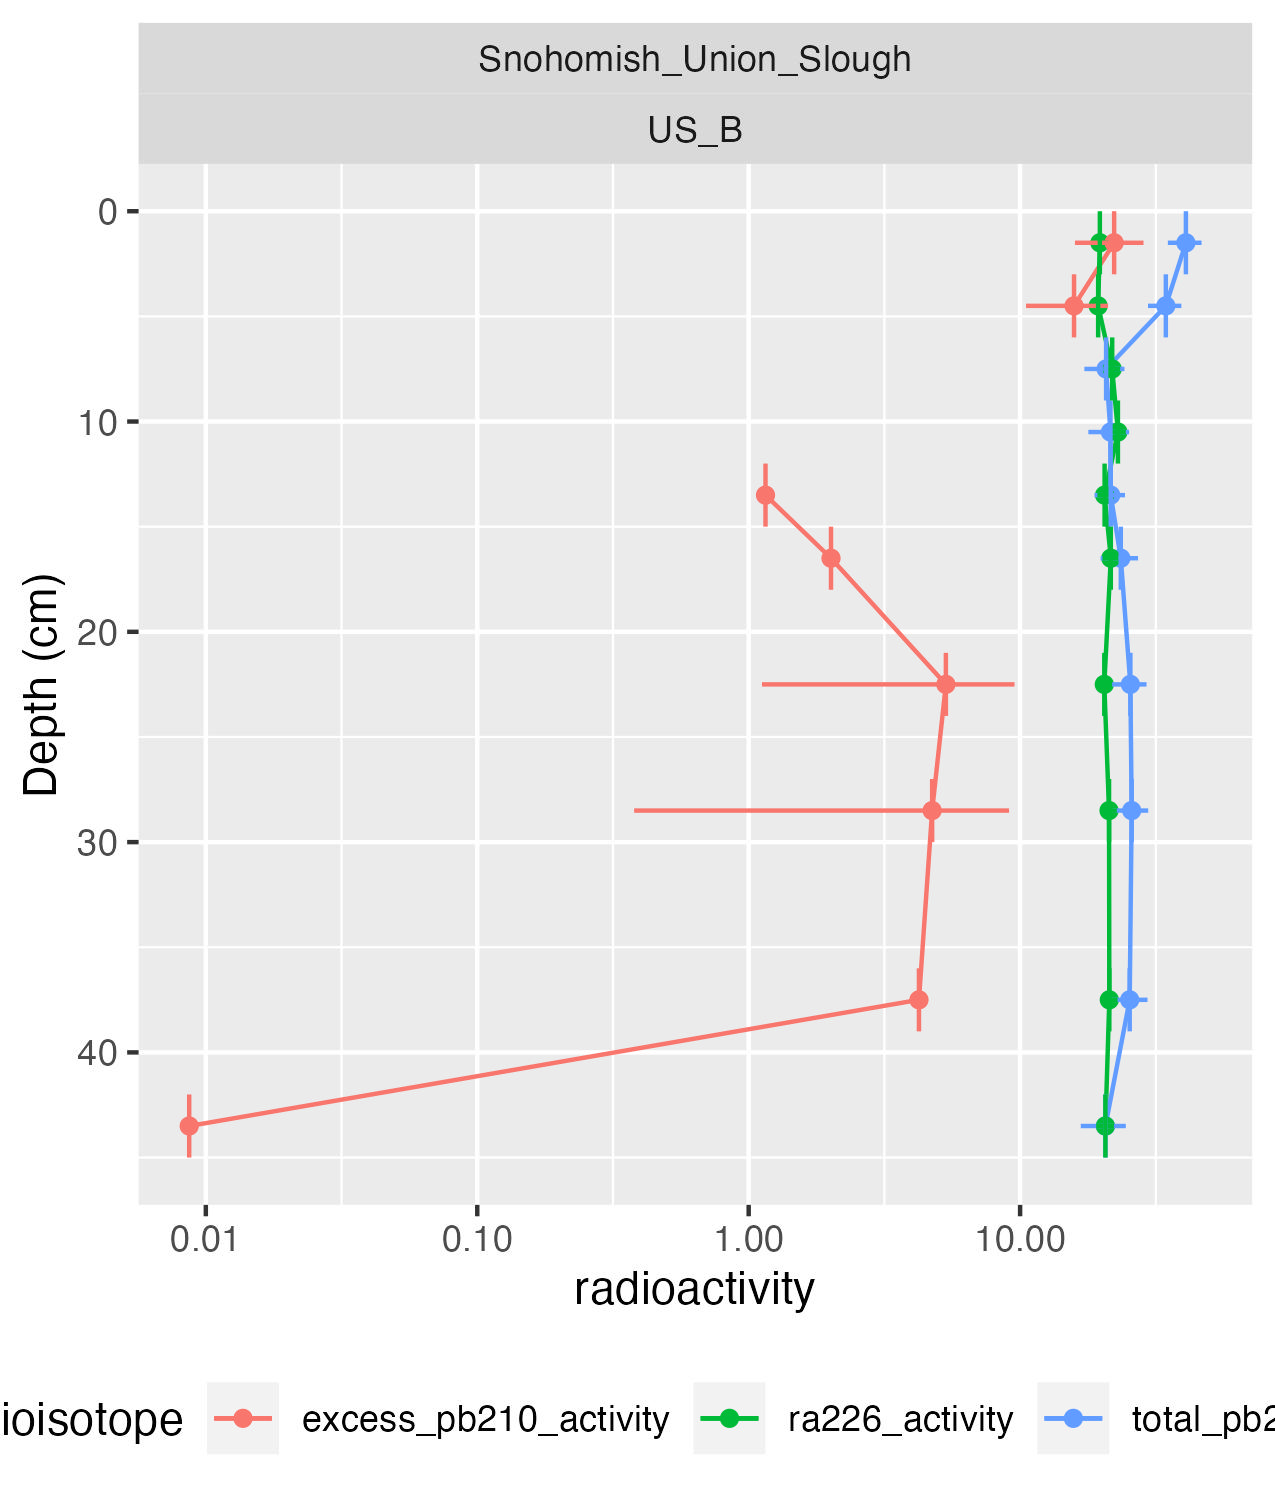 Snohomish_Union_Slough
US_B
0
10
20
30
40
Depth (cm)
0.01 0.10 1.00 10.00
radioactivity
ioisotope excess_pb210_activity ra226_activity total_pb2